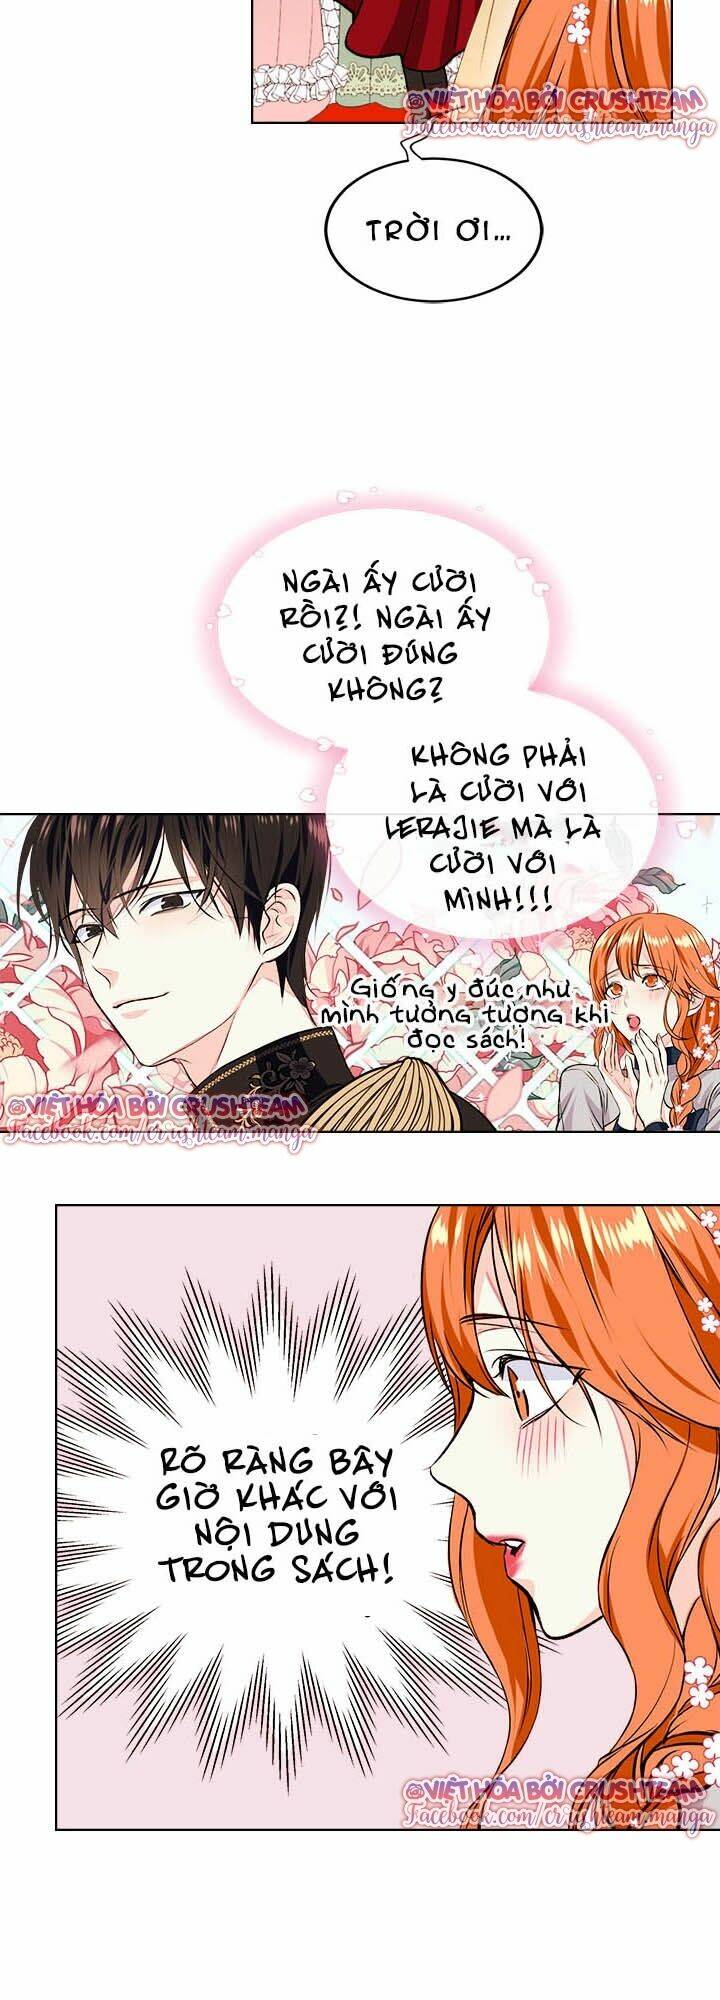 @VIỆT HÓA BỞI CRUSHTEAM
Facebook.com/crushteam.manga
TRỜI ƠI...
NGÀI ẤY CƯỜI
RỒI?! NGÀI ẤY
CƯỜI ĐÚNG
KHÔNG?
KHÔNG PHẢI
LÀ CƯỜI VỚI
LERAJIE MÀ LÀ
CƯỜI VỚI
MÌNH!!!
Giống y đúc như
mình tưởng tượng khi
đọc sách!
@VIỆT HÓA BỞI CRUSHTEAM
Facebook.com/crushteam.manga
RÕ RÀNG BÂY
GIỜ KHÁC VỚI
NỘI DUNG
TRONG SÁCH!
@VIỆT HÓA BỞI CRUSHTEAM
Facebook.com/crushteam.manga